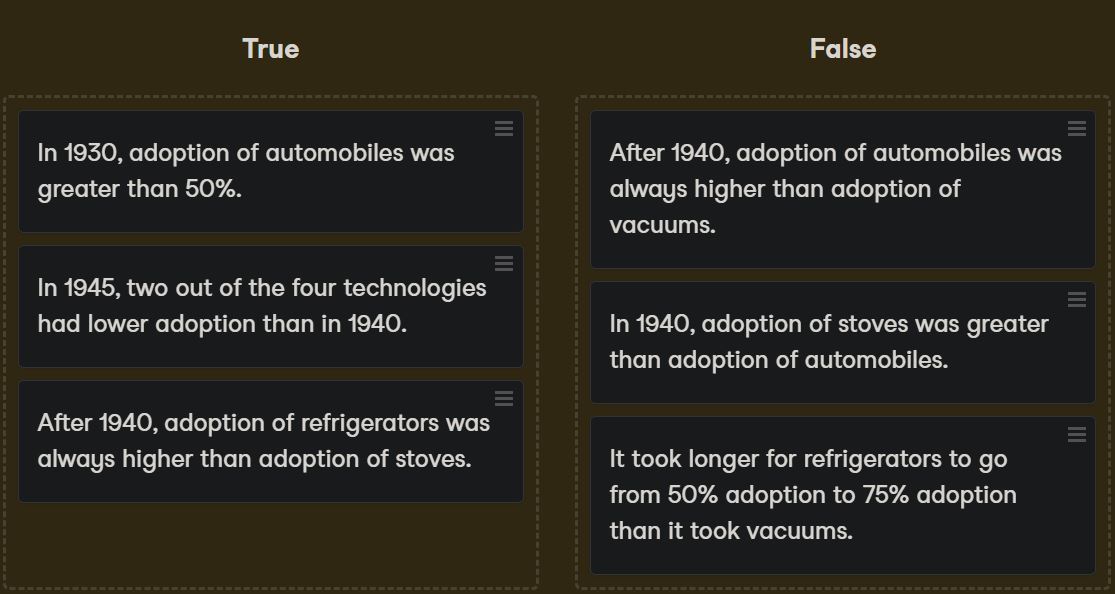 True
In 1930, adoption of automobiles was
greater than 50%.
In 1945, two out of the four technologies
had lower adoption than in 1940.
After 1940, adoption of refrigerators was
always higher than adoption of stoves.
False
After 1940, adoption of automobiles was
always higher than adoption of
vacuums.
In 1940, adoption of stoves was greater
than adoption of automobiles.
It took longer for refrigerators to go
from 50% adoption to 75% adoption
than it took vacuums.